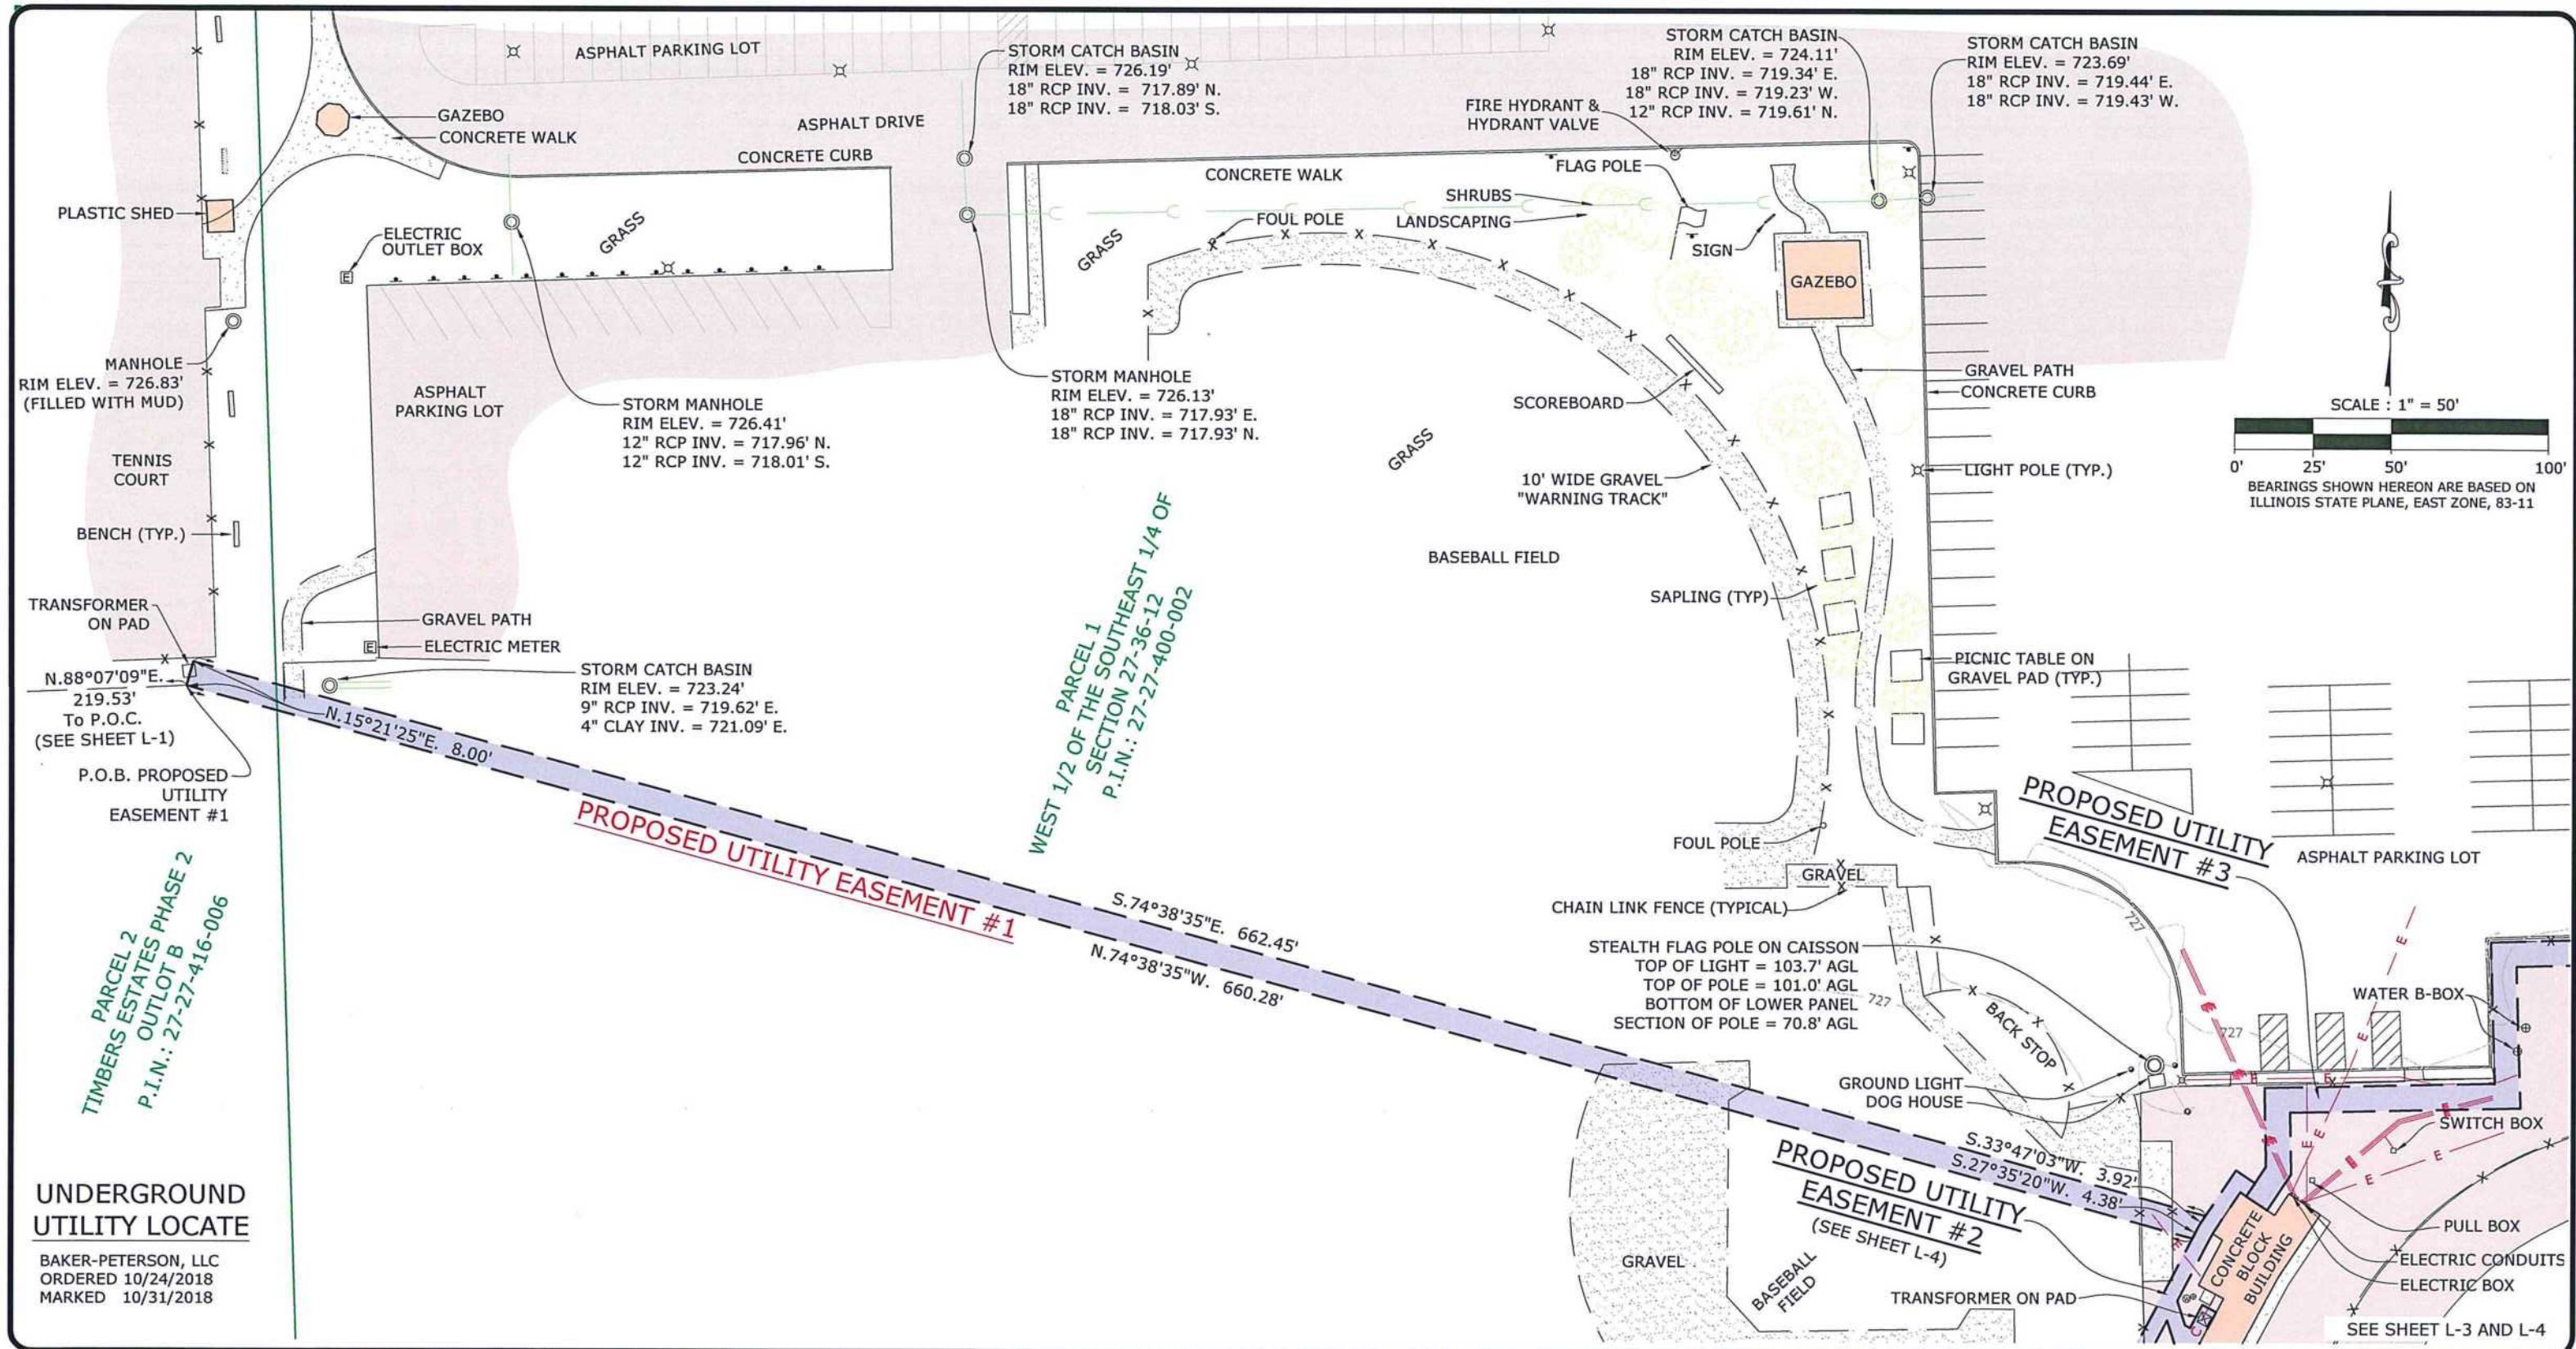 ASPHALT PARKING LOT
STORM CATCH BASIN
RIM ELEV. = 726.19'
18" RCP INV. = 717.89' N.
18" RCP INV. = 718.03' S.
STORM CATCH BASIN
RIM ELEV. = 724.11'
18" RCP INV. = 719.34' E.
18" RCP INV. = 719.23' W.
12" RCP INV. = 719.61' N.
STORM CATCH BASIN
RIM ELEV. = 723.69'
18" RCP INV. = 719.44' E.
18" RCP INV. = 719.43' W.
GAZEBO
CONCRETE WALK
ASPHALT DRIVE
CONCRETE CURB
FIRE HYDRANT &
HYDRANT VALVE
CONCRETE WALK
FLAG POLE
SHRUBS
LANDSCAPING
FOUL POLE
SIGN
PLASTIC SHED
ELECTRIC
OUTLET BOX
E
GRASS
GRASS
GAZEBO
MANHOLE
RIM ELEV. = 726.83'
(FILLED WITH MUD)
ASPHALT
PARKING LOT
STORM MANHOLE
RIM ELEV. = 726.41'
12" RCP INV. = 717.96' N.
12" RCP INV. = 718.01' S.
STORM MANHOLE
RIM ELEV. = 726.13'
18" RCP INV. = 717.93' E.
18" RCP INV. = 717.93' N.
SCOREBOARD
GRAVEL PATH
CONCRETE CURB
SCALE : 1" = 50'
0' 25' 50' 100'
BEARINGS SHOWN HEREON ARE BASED ON
ILLINOIS STATE PLANE, EAST ZONE, 83-11
TENNIS
COURT
GRASS
10' WIDE GRAVEL
"WARNING TRACK"
LIGHT POLE (TYP.)
BENCH (TYP.)
BASEBALL FIELD
SAPLING (TYP)
TRANSFORMER
ON PAD
GRAVEL PATH
E
ELECTRIC METER
STORM CATCH BASIN
RIM ELEV. = 723.24'
9" RCP INV. = 719.62' E.
4" CLAY INV. = 721.09' E.
PARCEL 1
WEST 1/2 OF THE SOUTHEAST 1/4 OF
SECTION 27-36-12
P.I.N.: 27-27-400-002
PICNIC TABLE ON
GRAVEL PAD (TYP.)
N.88°07'09"E.
219.53'
To P.O.C.
(SEE SHEET L-1)
N.15°21'25"E. 8.00'
P.O.B. PROPOSED
UTILITY
EASEMENT #1
PROPOSED UTILITY EASEMENT #1
S.74°38'35"E. 662.45'
N.74°38'35"W. 660.28'
FOUL POLE
GRAVEL
CHAIN LINK FENCE (TYPICAL)
PROPOSED UTILITY
EASEMENT #3
ASPHALT PARKING LOT
727
PARCEL 2
TIMBERS ESTATES PHASE 2
OUTLOT B
P.I.N.: 27-27-416-006
STEALTH FLAG POLE ON CAISSON
TOP OF LIGHT = 103.7' AGL
TOP OF POLE = 101.0' AGL
BOTTOM OF LOWER PANEL
SECTION OF POLE = 70.8' AGL
727
BACK STOP
727
WATER B-BOX
GROUND LIGHT
DOG HOUSE
SWITCH BOX
S.33°47'03"W. 3.92'
S.27°35'20"W. 4.38'
PROPOSED UTILITY
EASEMENT #2
(SEE SHEET L-4)
GRAVEL
BASEBALL
FIELD
TRANSFORMER ON PAD
CONCRETE
BLOCK
BUILDING
PULL BOX
ELECTRIC CONDUITS
ELECTRIC BOX
SEE SHEET L-3 AND L-4
UNDERGROUND
UTILITY LOCATE
BAKER-PETERSON, LLC
ORDERED 10/24/2018
MARKED 10/31/2018